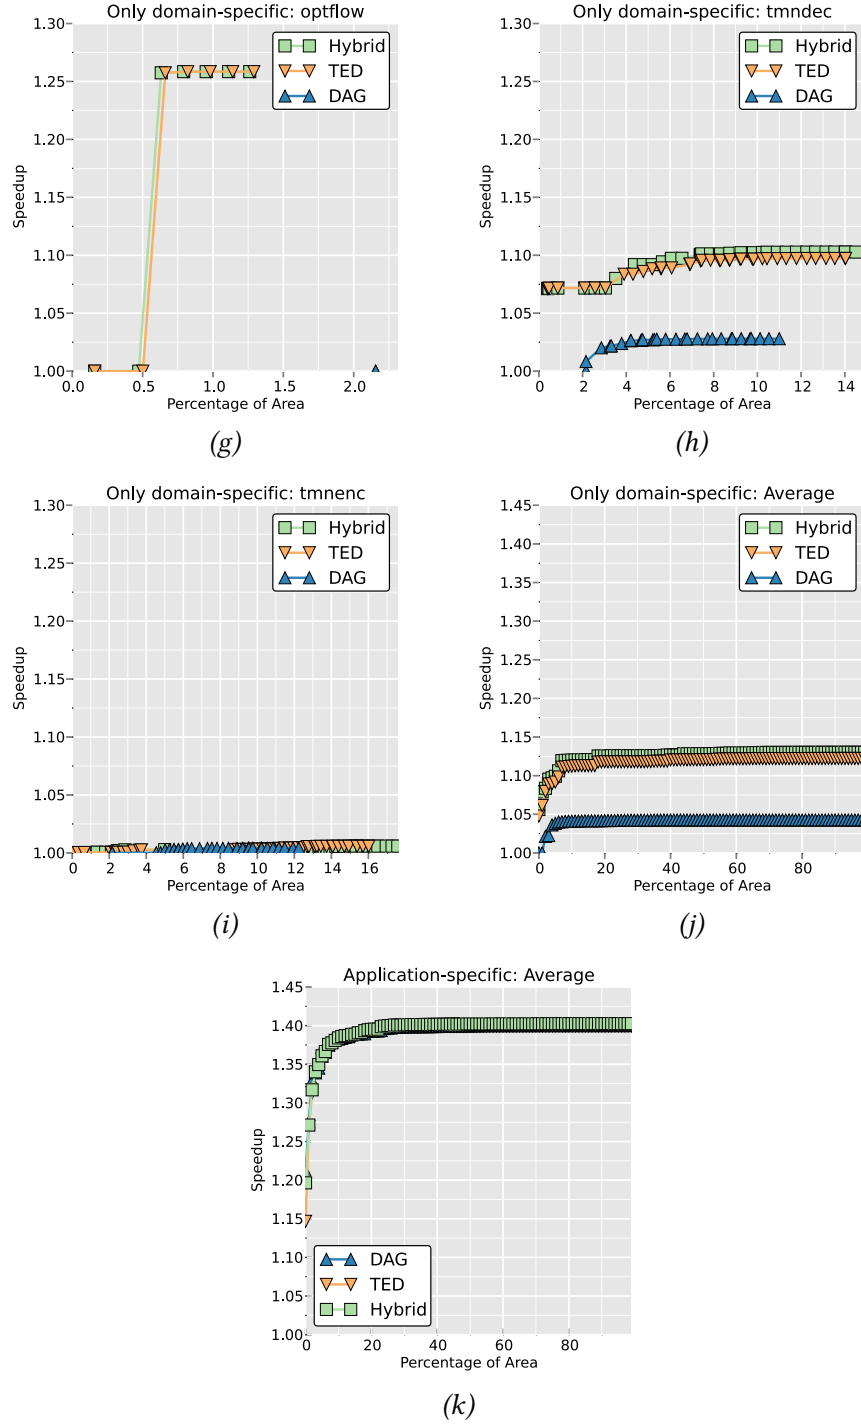 Only domain-specific: optflow
1.30
1.25
1.20
1.15
1.10
1.05
1.00
Speedup
Hybrid
TED
DAG
0.0 0.5 1.0 1.5 2.0
Percentage of Area
(g)
Only domain-specific: tmndec
1.30
1.25
1.20
1.15
1.10
1.05
1.00
Speedup
Hybrid
TED
DAG
0 2 4 6 8 10 12 14
Percentage of Area
(h)
Only domain-specific: tmnenc
1.30
1.25
1.20
1.15
1.10
1.05
1.00
Speedup
Hybrid
TED
DAG
0 2 4 6 8 10 12 14 16
Percentage of Area
(i)
Only domain-specific: Average
1.45
1.40
1.35
1.30
1.25
1.20
1.15
1.10
1.05
1.00
Speedup
Hybrid
TED
DAG
0 20 40 60 80
Percentage of Area
(j)
Application-specific: Average
1.45
1.40
1.35
1.30
1.25
1.20
1.15
1.10
1.05
1.00
Speedup
DAG
TED
Hybrid
0 20 40 60 80
Percentage of Area
(k)